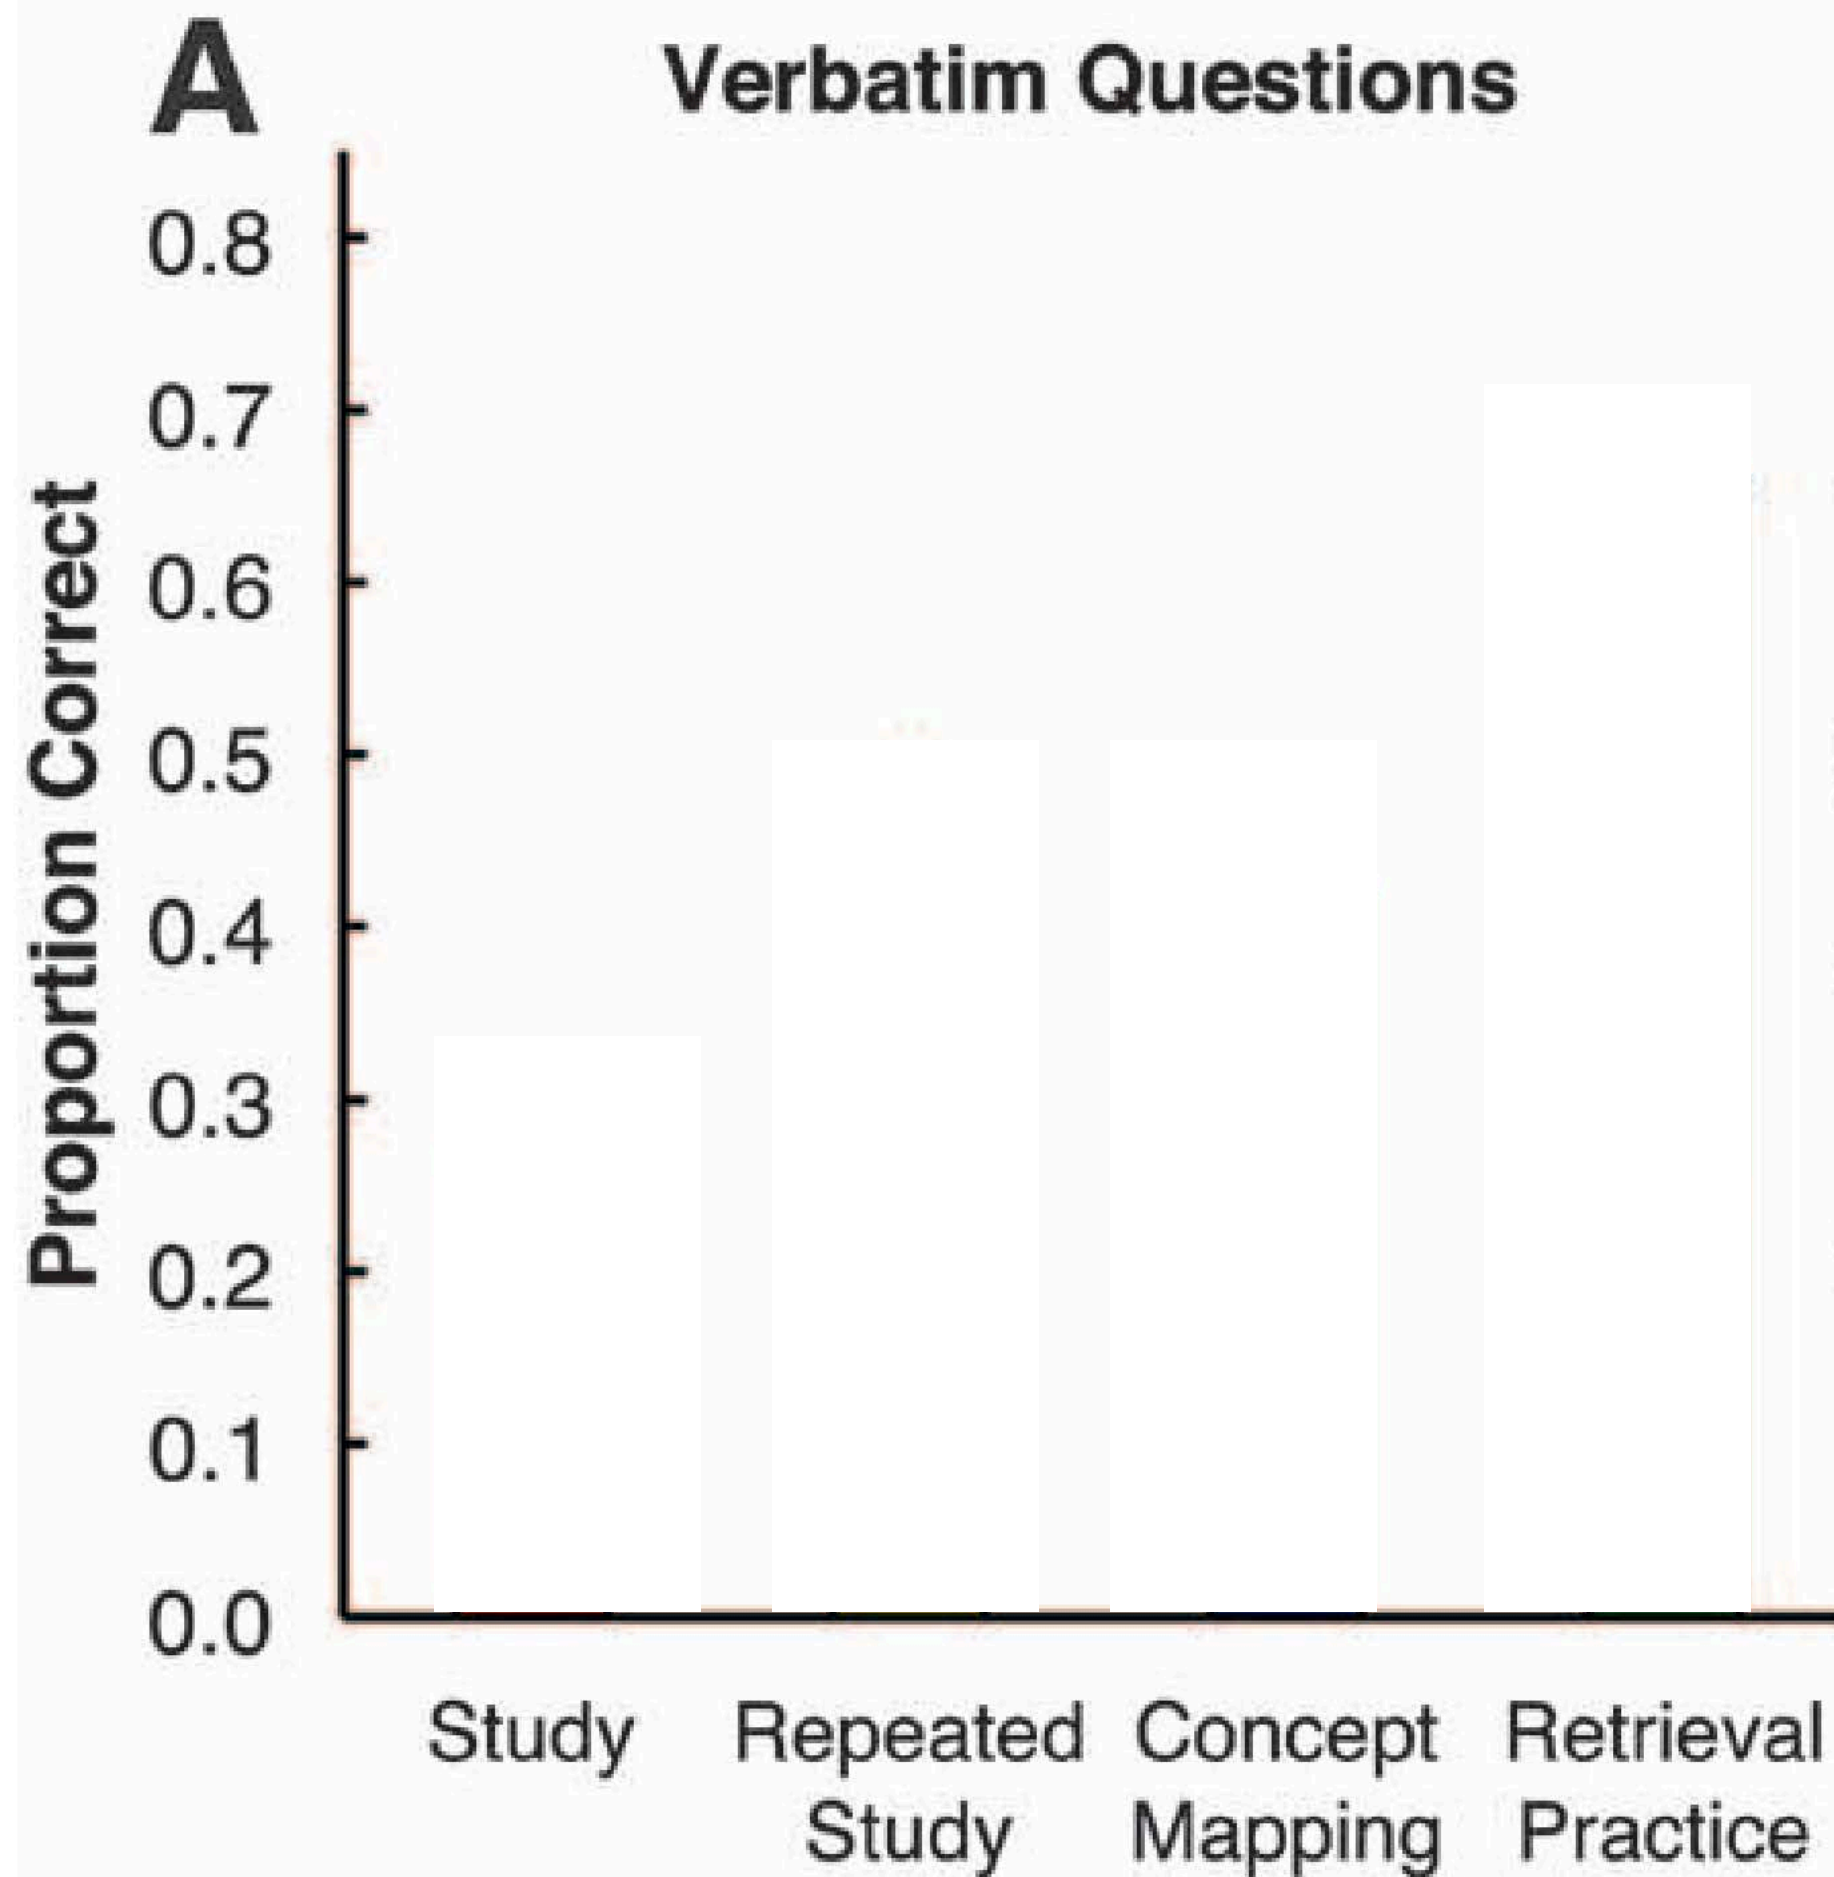 A
Verbatim Questions
Proportion Correct
0.8
0.7
0.6
0.5
0.4
0.3
0.2
0.1
0.0
Study
Repeated
Study
Concept
Mapping
Retrieval
Practice